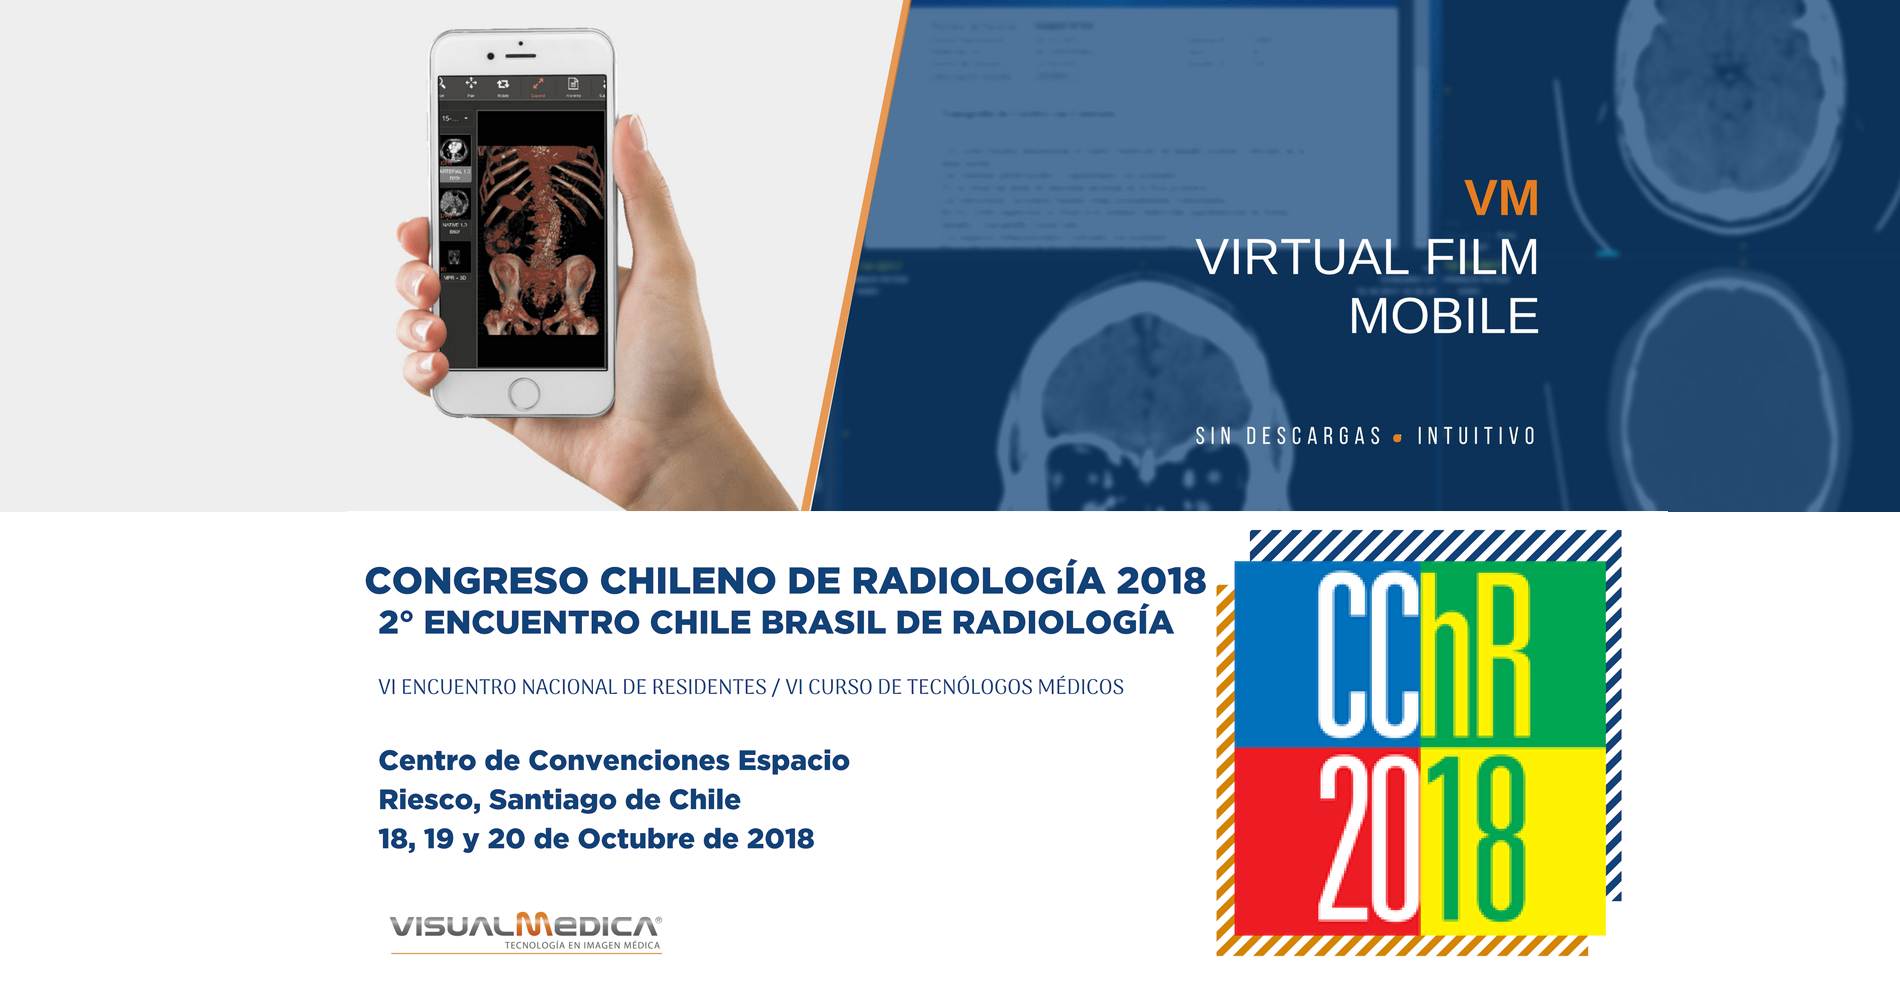 VM
VIRTUAL FILM
MOBILE
SIN DESCARGAS • INTUITIVO
CONGRESO CHILENO DE RADIOLOGÍA 2018
2° ENCUENTRO CHILE BRASIL DE RADIOLOGÍA
VI ENCUENTRO NACIONAL DE RESIDENTES / VI CURSO DE TECNÓLOGOS MÉDICOS
Centro de Convenciones Espacio
Riesco, Santiago de Chile
18, 19 y 20 de Octubre de 2018
CChR
2018
VISUALMEDICA®
TECNOLOGÍA EN IMAGEN MÉDICA